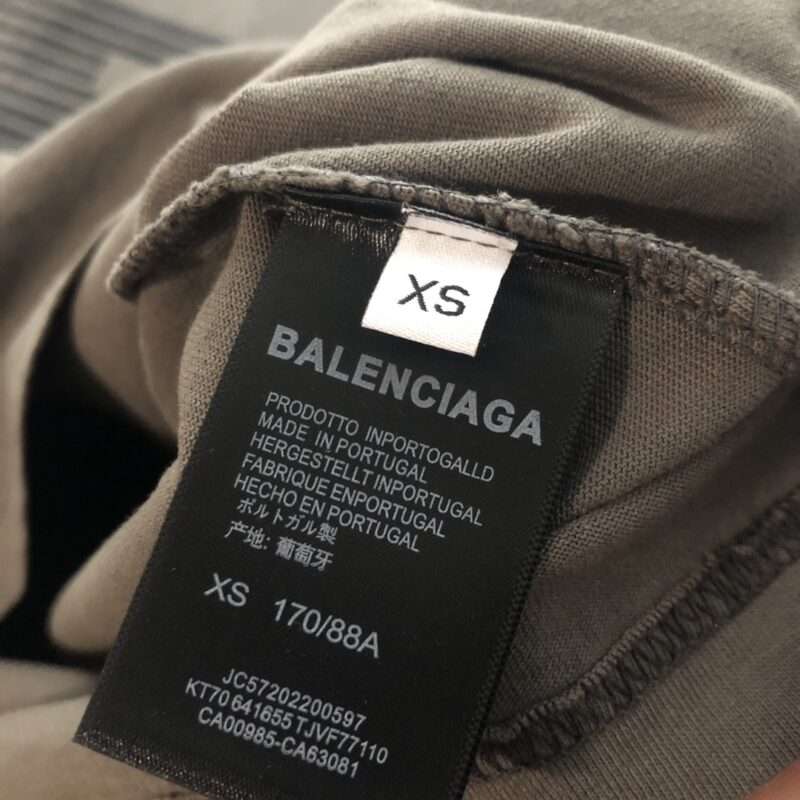 XS
BALENCIAGA
PRODOTTO INPORTOGALLD
MADE IN PORTUGAL
HERGESTELLT INPORTUGAL
FABRIQUE ENPORTUGAL
HECHO EN PORTUGAL
ポルトガル製
产地: 葡萄牙
XS 170/88A
JC57202200597
KT70 641655 TJVF77110
CA00985-CA63081